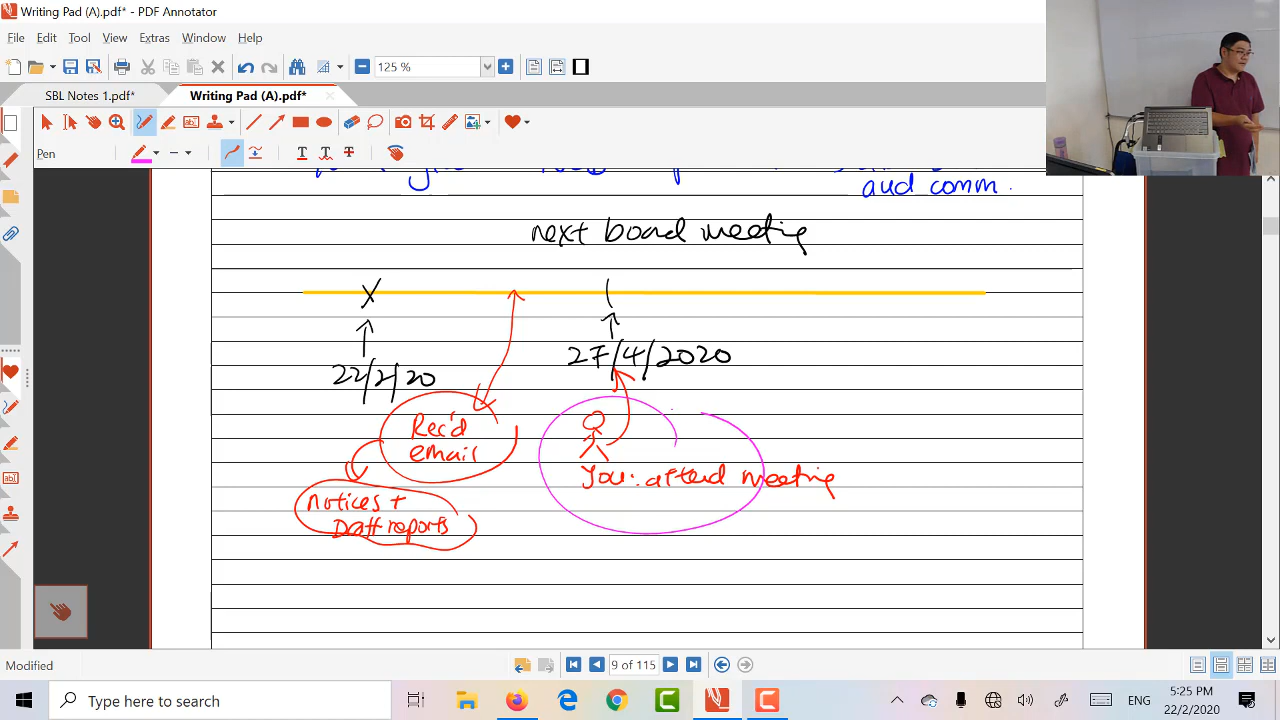 Writing Pad (A).pdf* - PDF Annotator
File Edit Tool View Extras Window Help
125 %
SBL Notes 1.pdf* Writing Pad (A).pdf*
Pen
aud comm.
next board meeting
22/2/20
27/4/2020
Rec'd
email
You: attend meeting
notices +
Daft reports
Modified
9 of 115
Type here to search
ENG
5:25 PM
22/2/2020